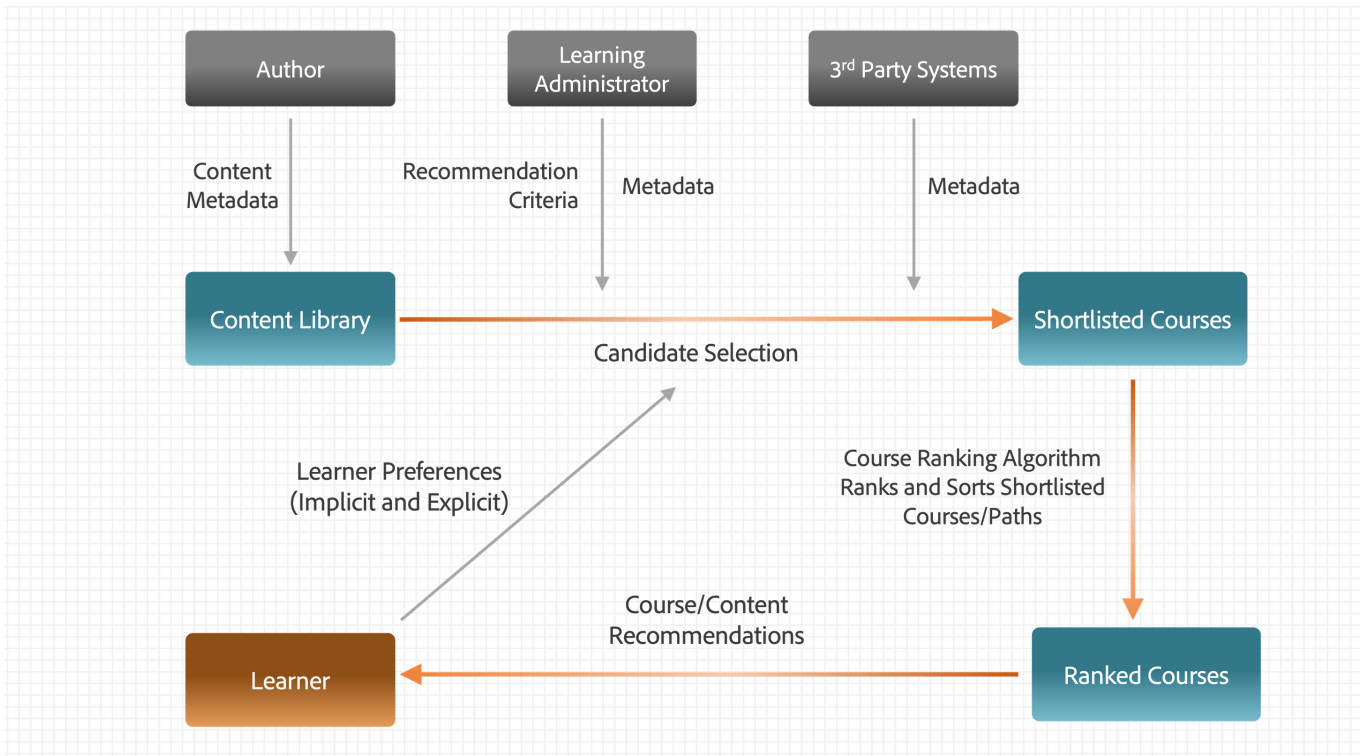 Author
Learning
Administrator
3rd Party Systems
Content
Metadata
Recommendation
Criteria
Metadata
Metadata
Content Library
Shortlisted Courses
Candidate Selection
Learner Preferences
(Implicit and Explicit)
Course Ranking Algorithm
Ranks and Sorts Shortlisted
Courses/Paths
Course/Content
Recommendations
Learner
Ranked Courses